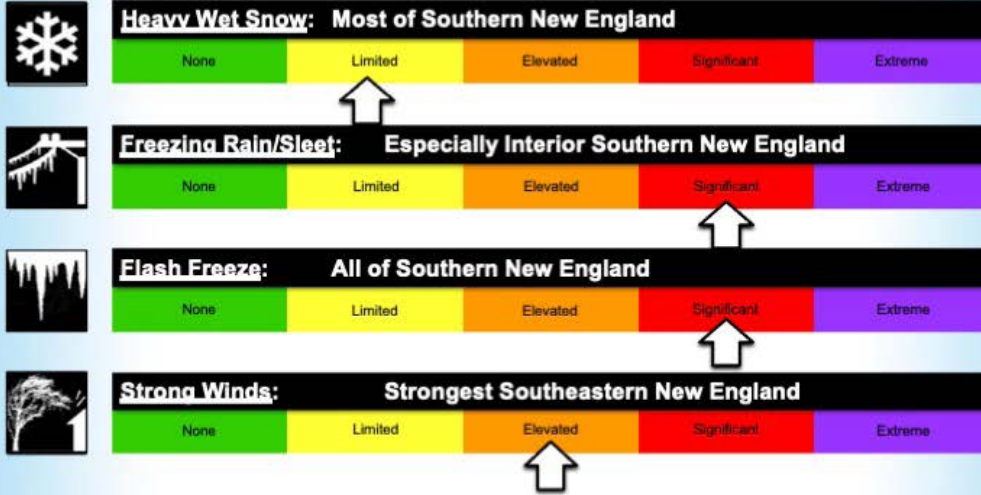 Heavy Wet Snow: Most of Southern New England
None Limited Elevated Significant Extreme
Freezing Rain/Sleet: Especially Interior Southern New England
None Limited Elevated Significant Extreme
Flash Freeze: All of Southern New England
None Limited Elevated Significant Extreme
Strong Winds: Strongest Southeastern New England
None Limited Elevated Significant Extreme